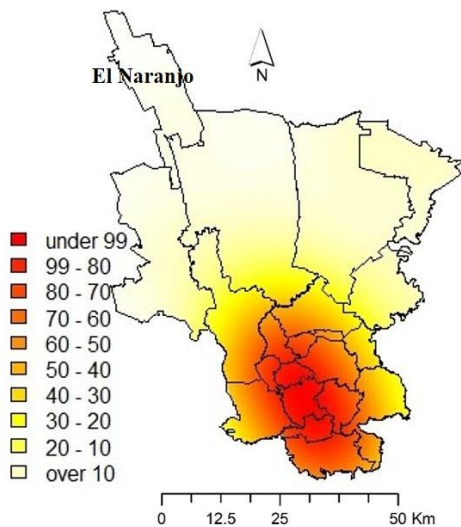 El Naranjo
N
under 99
99 - 80
80 - 70
70 - 60
60 - 50
50 - 40
40 - 30
30 - 20
20 - 10
over 10
0 12.5 25 50 Km